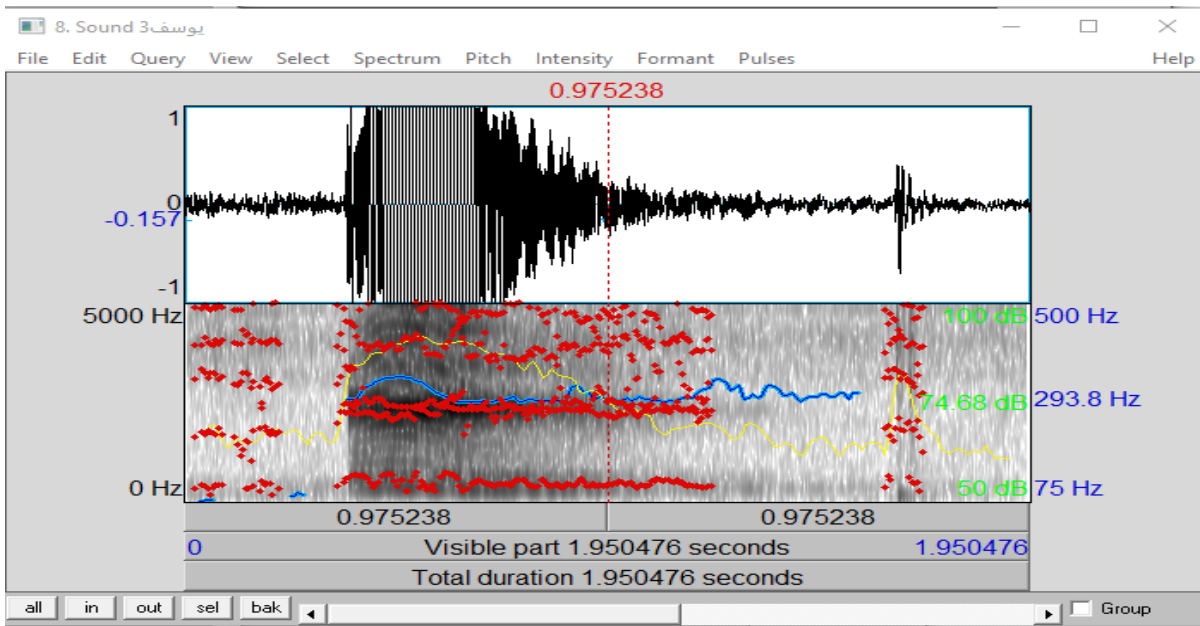 8. Sound 3يوسف
File Edit Query View Select Spectrum Pitch Intensity Formant Pulses Help
0.975238
1
0
-0.157
-1
5000 Hz 100 dB 500 Hz
74.68 dB 293.8 Hz
0 Hz 50 dB 75 Hz
0.975238 0.975238
0 Visible part 1.950476 seconds 1.950476
Total duration 1.950476 seconds
all in out sel bak Group